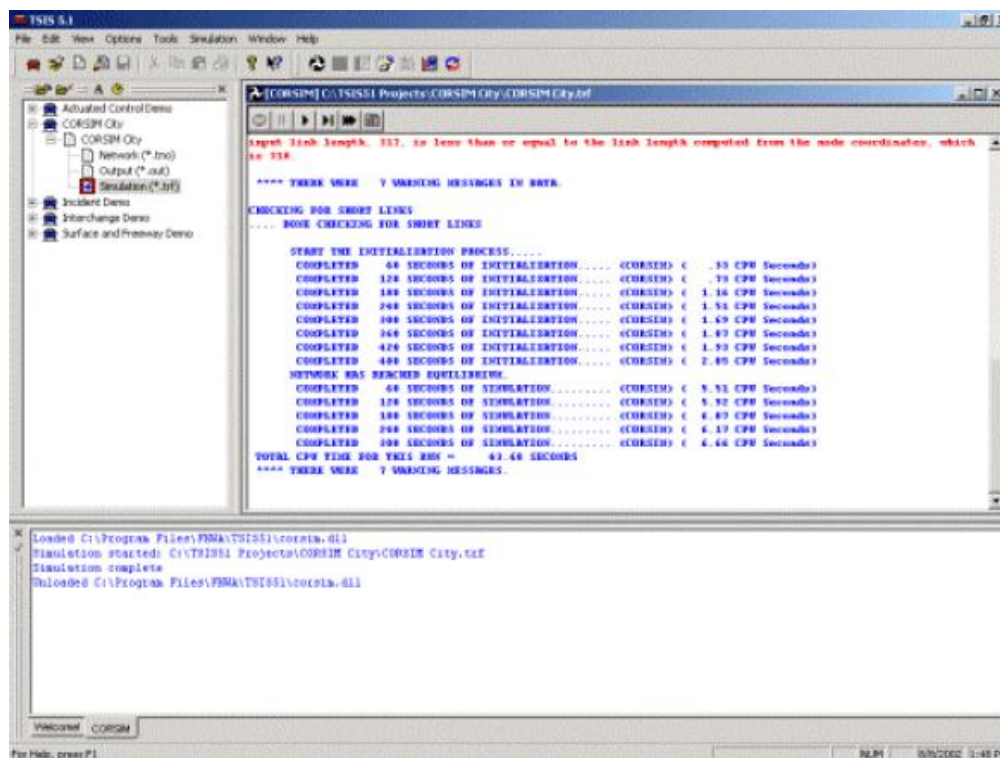 TSIS 5.1
File Edit View Options Tools Simulation Window Help
[CORSIM] C:\TSIS51 Projects\CORSIM City\CORSIM City.trf
Actuated Control Demo
CORSIM City
CORSIM City
Network (*.tno)
Output (*.out)
Simulation (*.trf)
Incident Demo
Interchange Demo
Surface and Freeway Demo
input link length, 317, is less than or equal to the link length computed from the node coordinates, which
is 318.
**** THERE WERE 7 WARNING MESSAGES IN DATA.
CHECKING FOR SHORT LINKS
.... DONE CHECKING FOR SHORT LINKS
START THE INITIALIZATION PROCESS.....
COMPLETED 60 SECONDS OF INITIALIZATION..... (CORSIM) ( .33 CPU Seconds)
COMPLETED 120 SECONDS OF INITIALIZATION..... (CORSIM) ( .73 CPU Seconds)
COMPLETED 180 SECONDS OF INITIALIZATION..... (CORSIM) ( 1.16 CPU Seconds)
COMPLETED 240 SECONDS OF INITIALIZATION..... (CORSIM) ( 1.51 CPU Seconds)
COMPLETED 300 SECONDS OF INITIALIZATION..... (CORSIM) ( 1.69 CPU Seconds)
COMPLETED 360 SECONDS OF INITIALIZATION..... (CORSIM) ( 1.87 CPU Seconds)
COMPLETED 420 SECONDS OF INITIALIZATION..... (CORSIM) ( 1.93 CPU Seconds)
COMPLETED 480 SECONDS OF INITIALIZATION..... (CORSIM) ( 2.05 CPU Seconds)
NETWORK HAS REACHED EQUILIBRIUM.
COMPLETED 60 SECONDS OF SIMULATION......... (CORSIM) ( 5.51 CPU Seconds)
COMPLETED 120 SECONDS OF SIMULATION......... (CORSIM) ( 5.92 CPU Seconds)
COMPLETED 180 SECONDS OF SIMULATION......... (CORSIM) ( 6.07 CPU Seconds)
COMPLETED 240 SECONDS OF SIMULATION......... (CORSIM) ( 6.17 CPU Seconds)
COMPLETED 300 SECONDS OF SIMULATION......... (CORSIM) ( 6.66 CPU Seconds)
TOTAL CPU TIME FOR THIS RUN = 43.60 SECONDS
**** THERE WERE 7 WARNING MESSAGES.
Loaded C:\Program Files\FHWA\TSIS51\corsim.dll
Simulation started: C:\TSIS51 Projects\CORSIM City\CORSIM City.trf
Simulation complete
Unloaded C:\Program Files\FHWA\TSIS51\corsim.dll
Welcome! CORSIM
For Help, press F1
NUM 8/8/2002 1:48 P